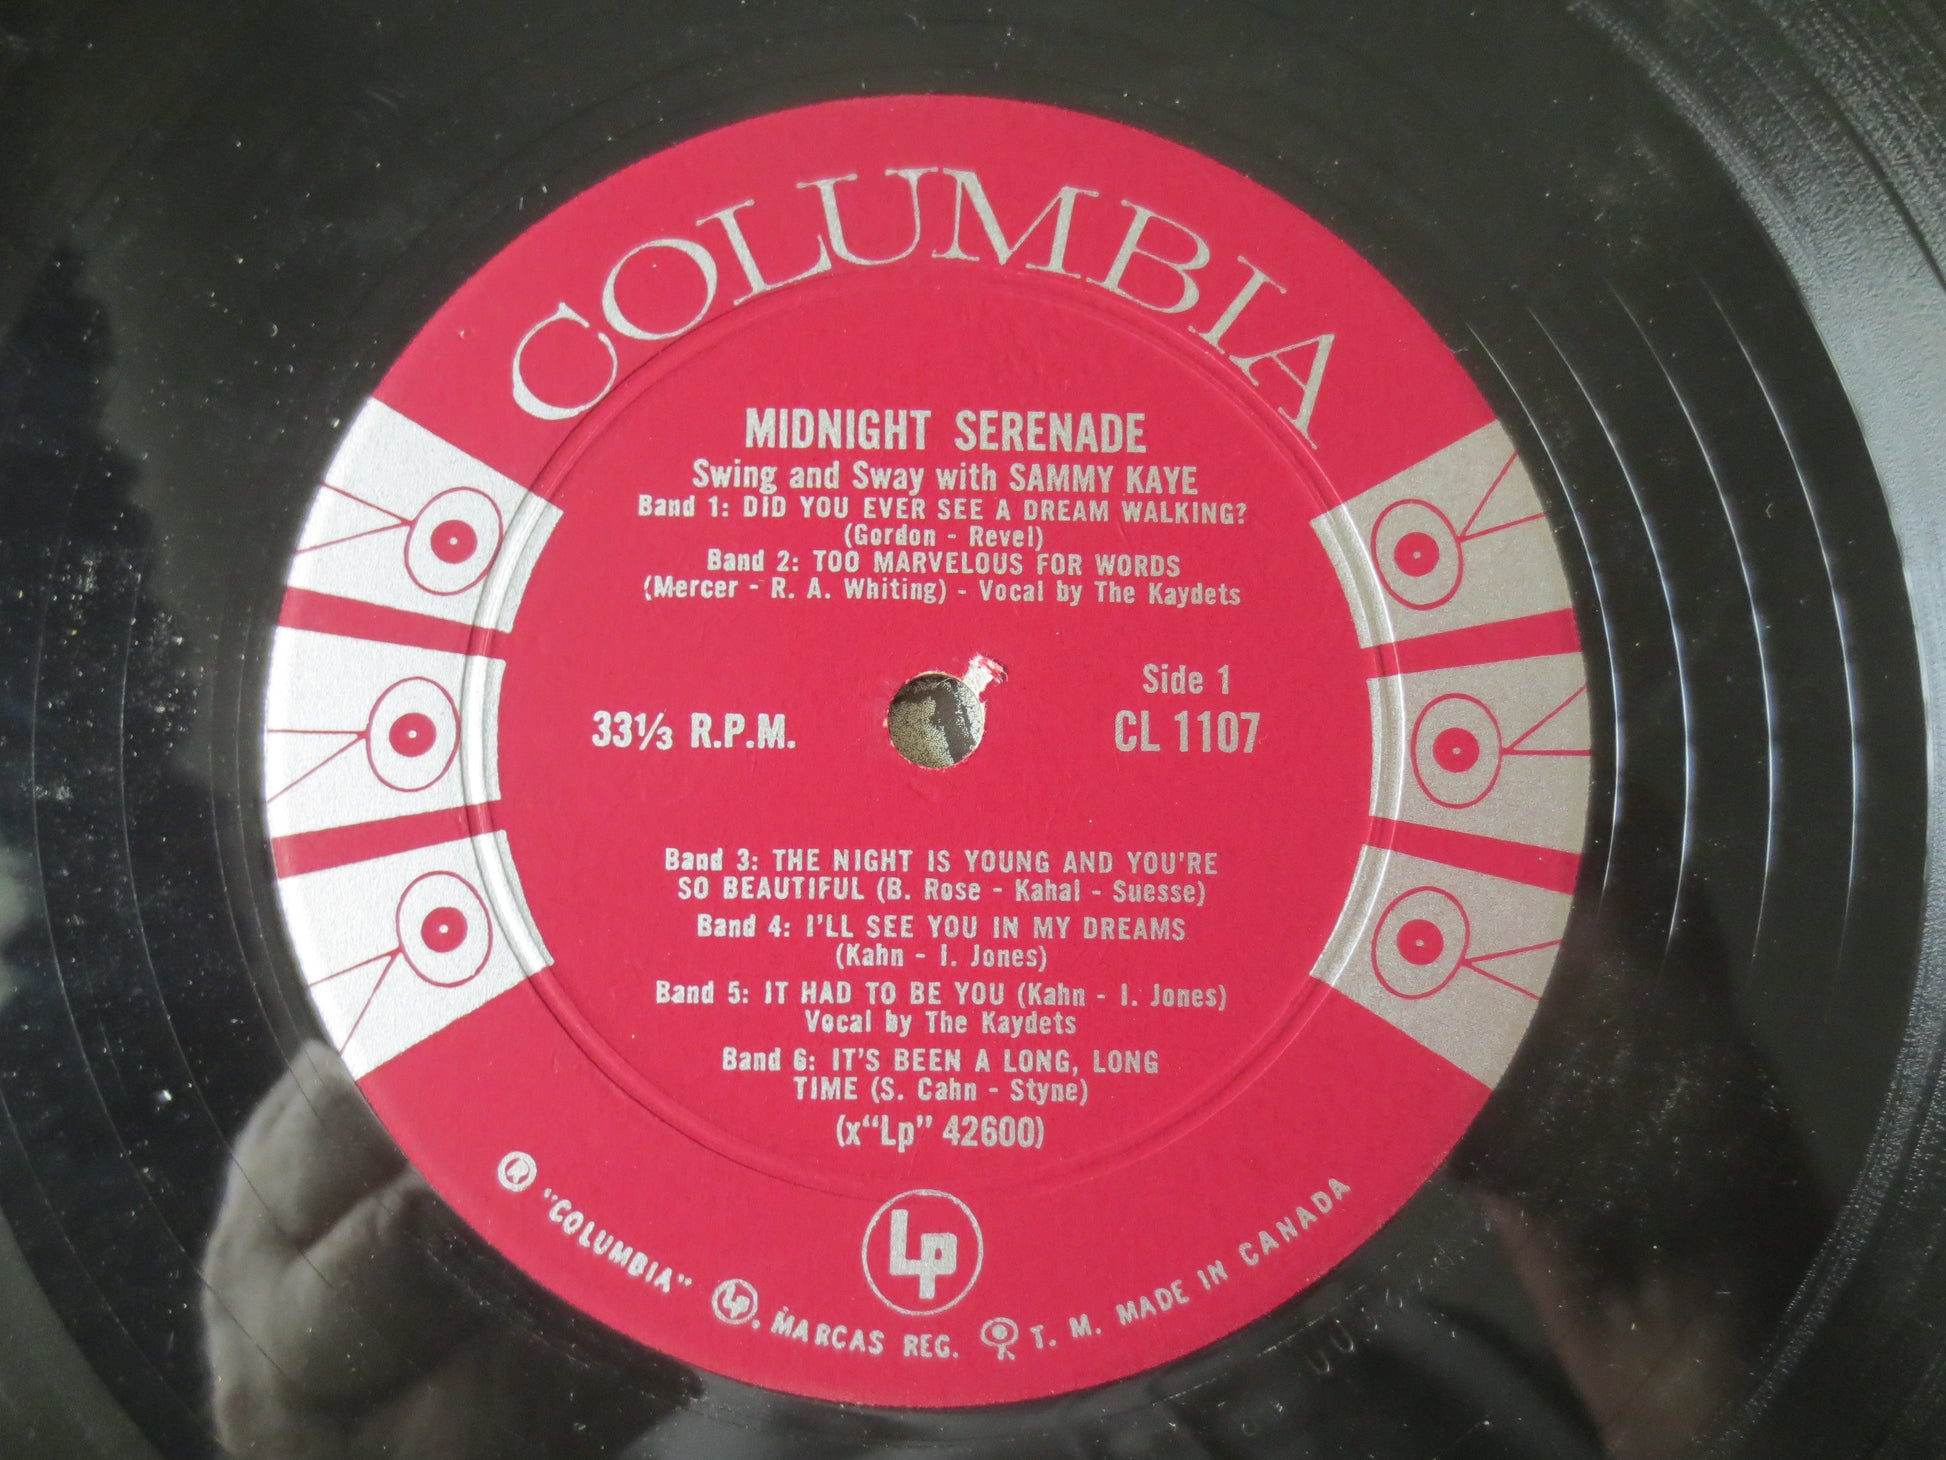 COLUMBIA
MIDNIGHT SERENADE
Swing and Sway with SAMMY KAYE
Band 1: DID YOU EVER SEE A DREAM WALKING?
(Gordon - Revel)
Band 2: TOO MARVELOUS FOR WORDS
(Mercer - R. A. Whiting) - Vocal by The Kaydets
Side 1
33⅓ R.P.M.
CL 1107
Band 3: THE NIGHT IS YOUNG AND YOU'RE
SO BEAUTIFUL (B. Rose - Kahal - Suesse)
Band 4: I'LL SEE YOU IN MY DREAMS
(Kahn - I. Jones)
Band 5: IT HAD TO BE YOU (Kahn - I. Jones)
Vocal by The Kaydets
Band 6: IT'S BEEN A LONG, LONG
TIME (S. Cahn - Styne)
(x“Lp” 42600)
Lp
® "COLUMBIA" Lp, MARCAS REG. T. M. MADE IN CANADA